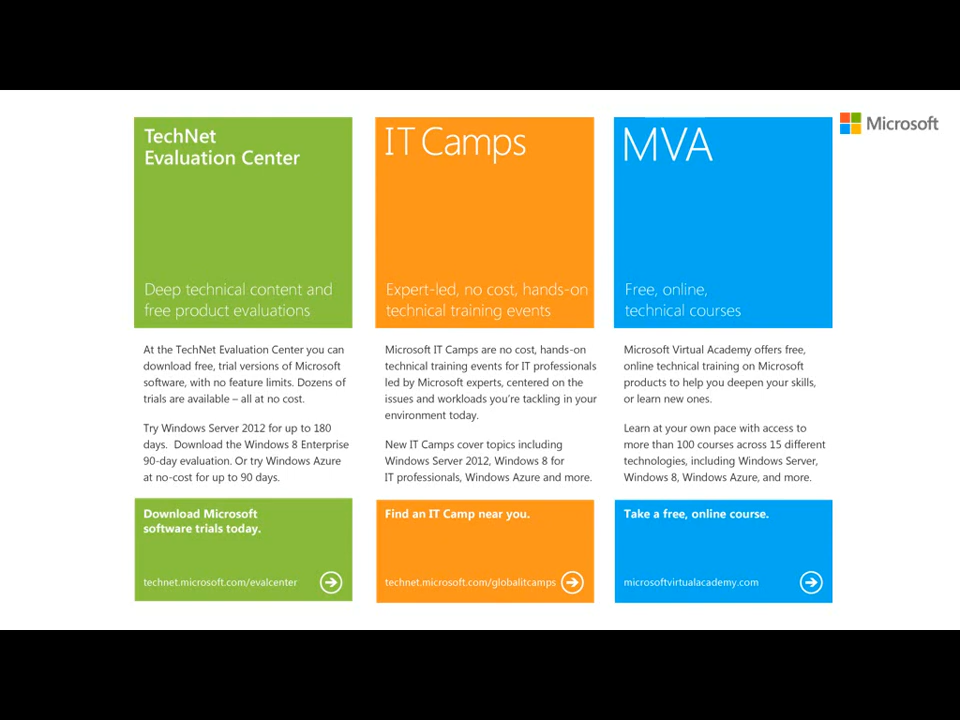 TechNet
Evaluation Center
Deep technical content and
free product evaluations
At the TechNet Evaluation Center you can
download free, trial versions of Microsoft
software, with no feature limits. Dozens of
trials are available – all at no cost.
Try Windows Server 2012 for up to 180
days.  Download the Windows 8 Enterprise
90-day evaluation. Or try Windows Azure
at no-cost for up to 90 days.
Download Microsoft
software trials today.
technet.microsoft.com/evalcenter
IT Camps
Expert-led, no cost, hands-on
technical training events
Microsoft IT Camps are no cost, hands-on
technical training events for IT professionals
led by Microsoft experts, centered on the
issues and workloads you're tackling in your
environment today.
New IT Camps cover topics including
Windows Server 2012, Windows 8 for
IT professionals, Windows Azure and more.
Find an IT Camp near you.
technet.microsoft.com/globalitcamps
MVA
Free, online,
technical courses
Microsoft Virtual Academy offers free,
online technical training on Microsoft
products to help you deepen your skills,
or learn new ones.
Learn at your own pace with access to
more than 100 courses across 15 different
technologies, including Windows Server,
Windows 8, Windows Azure, and more.
Take a free, online course.
microsoftvirtualacademy.com
Microsoft